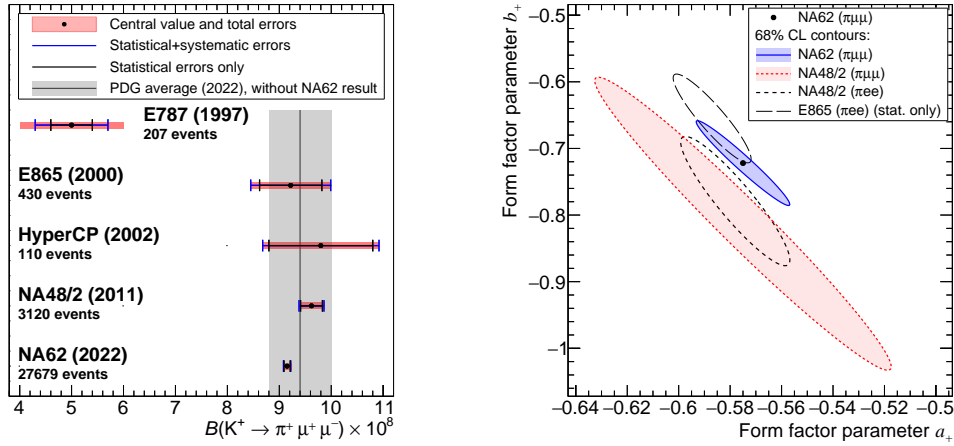 Central value and total errors
Statistical+systematic errors
Statistical errors only
PDG average (2022), without NA62 result
E787 (1997)
207 events
E865 (2000)
430 events
HyperCP (2002)
110 events
NA48/2 (2011)
3120 events
NA62 (2022)
27679 events
4 5 6 7 8 9 10 11
B(K⁺ → π⁺ μ⁺ μ⁻) × 10⁸
Form factor parameter b₊
NA62 (πμμ)
68% CL contours:
NA62 (πμμ)
NA48/2 (πμμ)
NA48/2 (πee)
E865 (πee) (stat. only)
−0.5
−0.6
−0.7
−0.8
−0.9
−1
−0.64 −0.62 −0.6 −0.58 −0.56 −0.54 −0.52 −0.5
Form factor parameter a₊